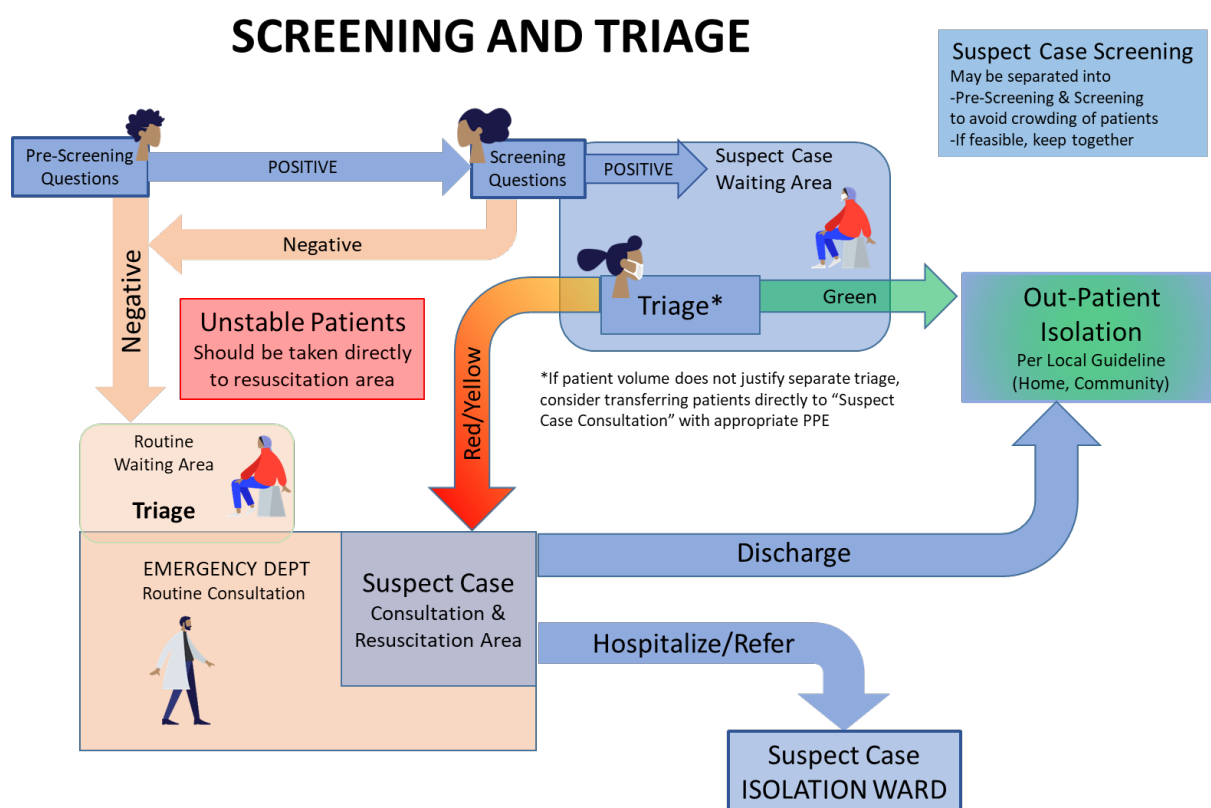 SCREENING AND TRIAGE
Suspect Case Screening
May be separated into
-Pre-Screening & Screening
to avoid crowding of patients
-If feasible, keep together
Pre-Screening
Questions
POSITIVE
Screening
Questions
POSITIVE
Suspect Case
Waiting Area
Negative
Negative
Triage*
Green
Out-Patient
Isolation
Per Local Guideline
(Home, Community)
Unstable Patients
Should be taken directly
to resuscitation area
Red/Yellow
*If patient volume does not justify separate triage,
consider transferring patients directly to “Suspect
Case Consultation” with appropriate PPE
Routine
Waiting Area
Triage
EMERGENCY DEPT
Routine Consultation
Suspect Case
Consultation &
Resuscitation Area
Discharge
Hospitalize/Refer
Suspect Case
ISOLATION WARD